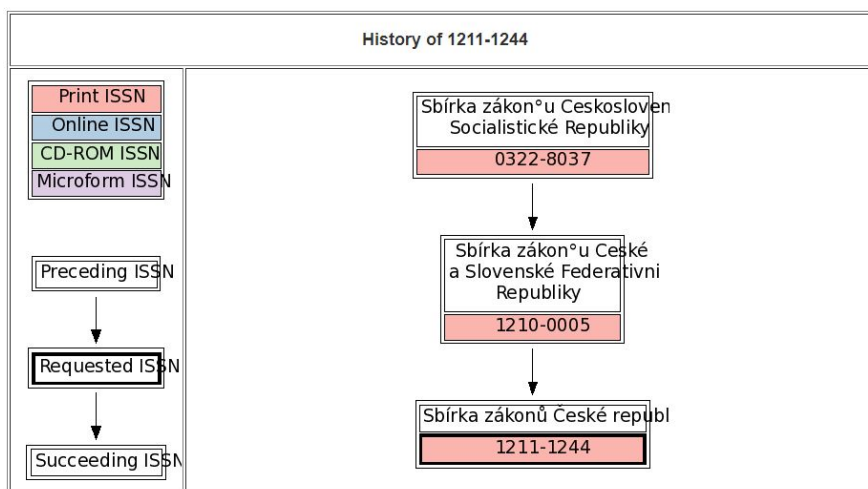 History of 1211-1244
Print ISSN
Online ISSN
CD-ROM ISSN
Microform ISSN
Preceding ISSN
Requested ISSN
Succeeding ISSN
Sbírka zákon°u Ceskosloven
Socialistické Republiky
0322-8037
Sbírka zákon°u Ceské
a Slovenské Federativni
Republiky
1210-0005
Sbírka zákonů České republ
1211-1244